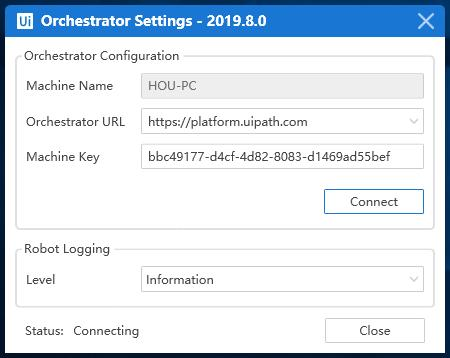 Ui Orchestrator Settings - 2019.8.0
Orchestrator Configuration
Machine Name HOU-PC
Orchestrator URL https://platform.uipath.com
Machine Key bbc49177-d4cf-4d82-8083-d1469ad55bef
Connect
Robot Logging
Level Information
Status: Connecting Close